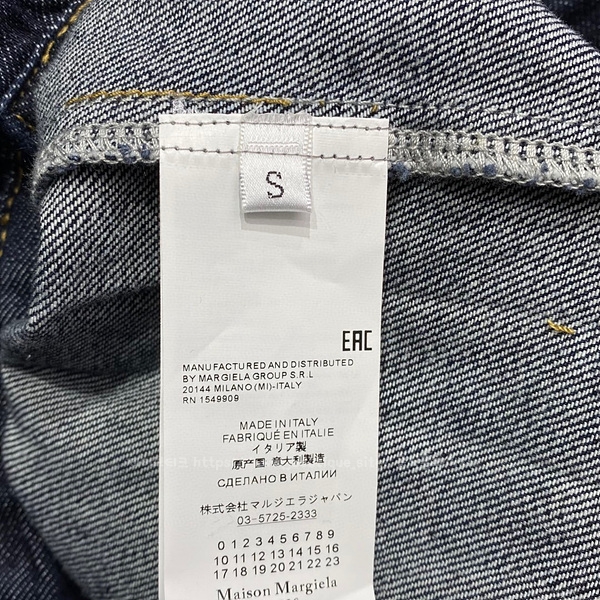 S
EAC
MANUFACTURED AND DISTRIBUTED
BY MARGIELA GROUP S.R.L
20144 MILANO (MI)-ITALY
RN 1549909
MADE IN ITALY
FABRIQUÉ EN ITALIE
イタリア製
原产国 意大利製造
СДЕЛАНО В ИТАЛИИ
株式会社マルジェラジャパン
03-5725-2333
0 1 2 3 4 5 6 7 8 9
10 11 12 13 14 15 16
17 18 19 20 21 22 23
Maison Margiela